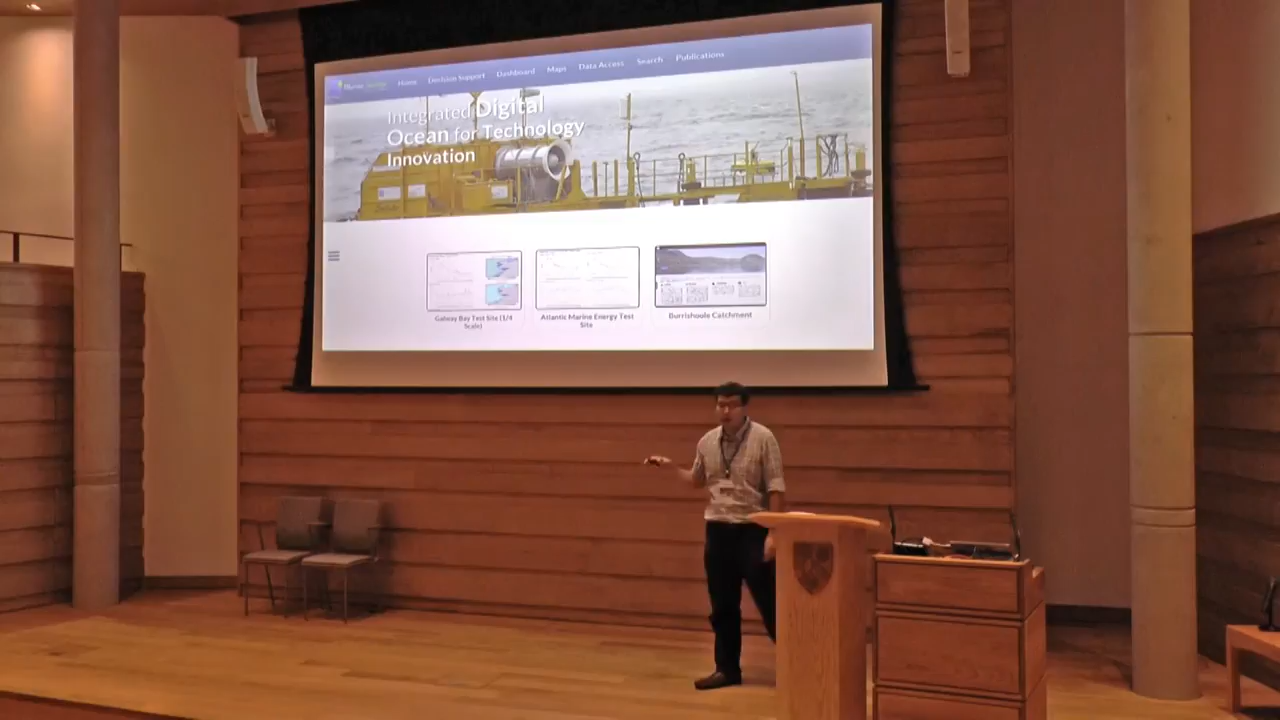 Home Decision Support Dashboard Maps Data Access Search Publications
Integrated Digital
Ocean for Technology
Innovation
Galway Bay Test Site (1/4
Scale)
Atlantic Marine Energy Test
Site
Burrishoole Catchment